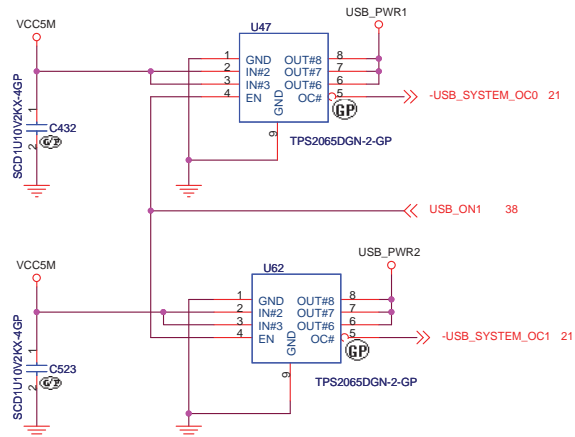 USB_PWR1
VCC5M
U47
1 GND OUT#8 8
2 IN#2 OUT#7 7
3 IN#3 OUT#6 6
4 EN OC# 5
GND
9
GP
-USB_SYSTEM_OC0 21
TPS2065DGN-2-GP
SCD1U10V2KX-4GP
1
C432
2
G/P
USB_ON1 38
USB_PWR2
VCC5M
U62
1 GND OUT#8 8
2 IN#2 OUT#7 7
3 IN#3 OUT#6 6
4 EN OC# 5
GND
9
GP
-USB_SYSTEM_OC1 21
TPS2065DGN-2-GP
SCD1U10V2KX-4GP
1
C523
2
G/P